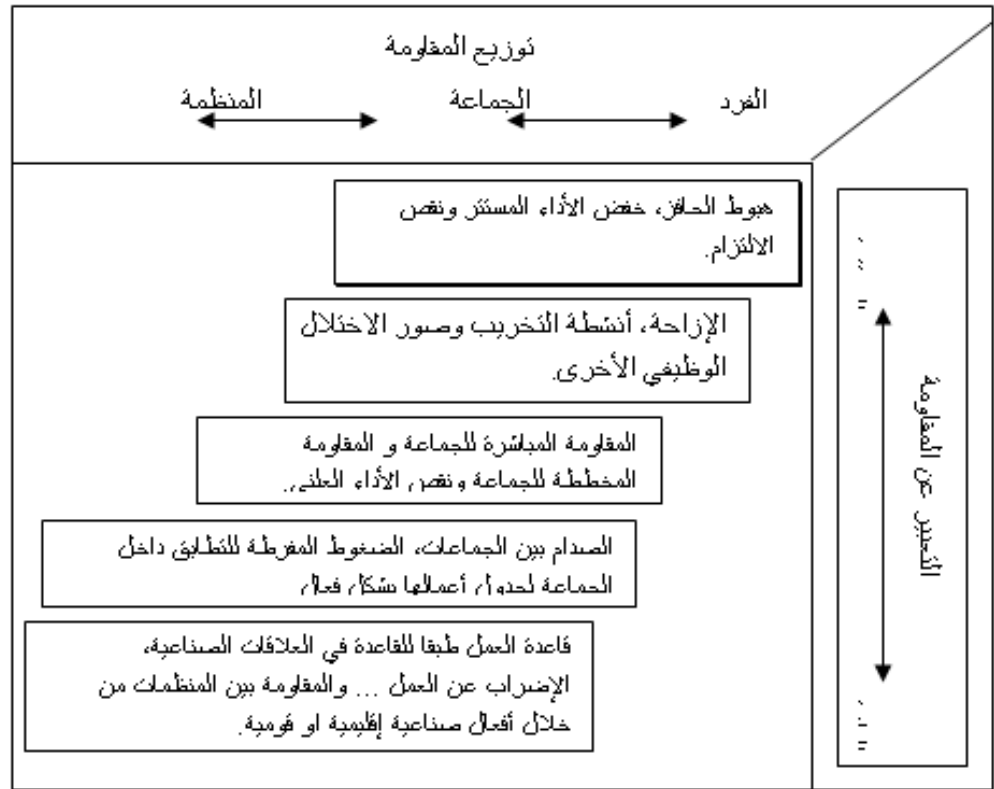 توزيع المقاومة
الفرد
الجماعة
المنظمة
هبوط الحافز، خفض الأداء المستتر ونقص
الالتزام.
الإزاحة، أنشطة التخريب وصور الاختلال
الوظيفي الأخرى.
المقاومة المباشرة للجماعة و المقاومة
المخططة للجماعة ونقص الأداء العلني.
الصدام بين الجماعات، الضغوط المفرطة للتطابق داخل
الجماعة لجدول أعمالها بشكل فعال
قاعدة العمل طبقا للقاعدة في العلاقات الصناعية،
الإضراب عن العمل ... والمقاومة بين المنظمات من
خلال أفعال صناعية إقليمية او قومية.
التعبير عن المقاومة